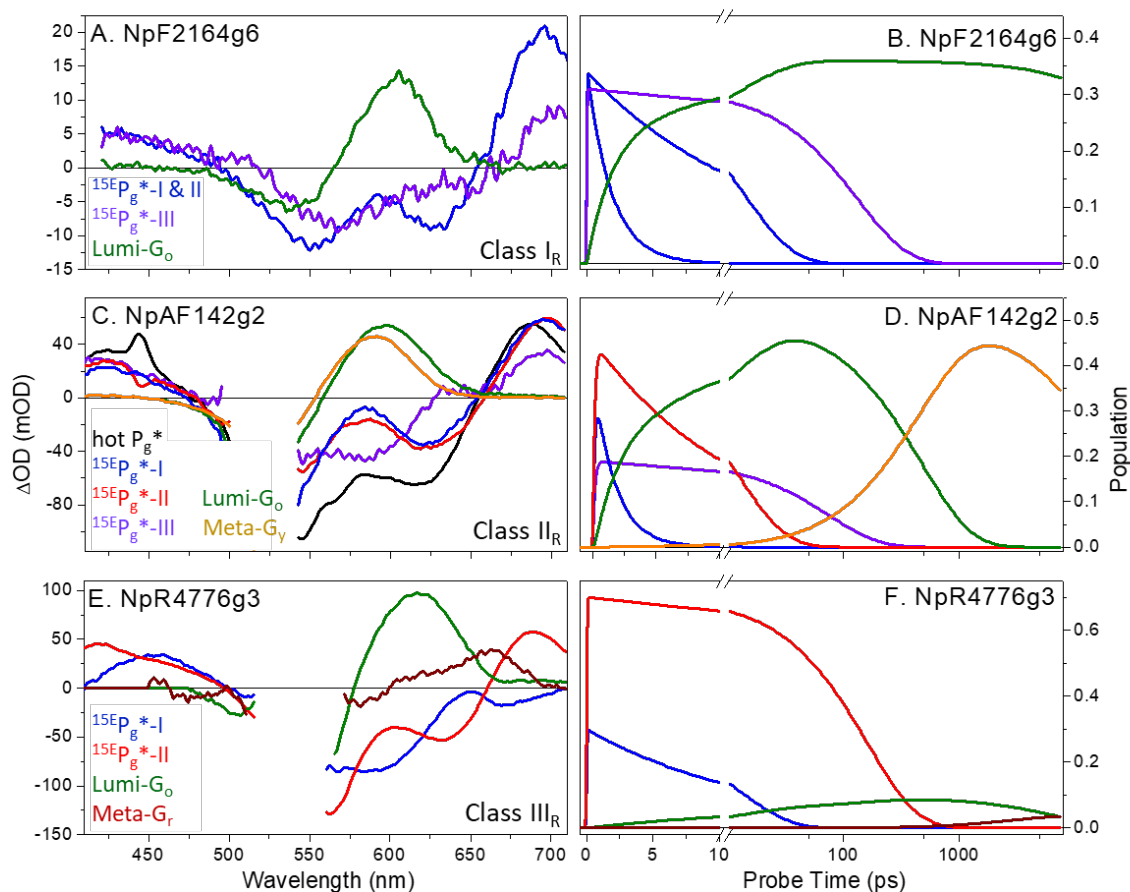 A. NpF2164g6
20
15
10
5
0
-5
-10
-15
¹⁵ᴱPg*-I & II
¹⁵ᴱPg*-III
Lumi-Gₒ
Class I_R
B. NpF2164g6
0.4
0.3
0.2
0.1
0.0
C. NpAF142g2
40
0
-40
-80
hot Pg*
¹⁵ᴱPg*-I
¹⁵ᴱPg*-II
¹⁵ᴱPg*-III
Lumi-Gₒ
Meta-Gy
Class II_R
ΔOD (mOD)
D. NpAF142g2
0.5
0.4
0.3
0.2
0.1
0.0
Population
E. NpR4776g3
100
50
0
-50
-100
-150
¹⁵ᴱPg*-I
¹⁵ᴱPg*-II
Lumi-Gₒ
Meta-Gr
Class III_R
450 500 550 600 650 700
Wavelength (nm)
F. NpR4776g3
0.6
0.4
0.2
0.0
0 5 10 100 1000
Probe Time (ps)